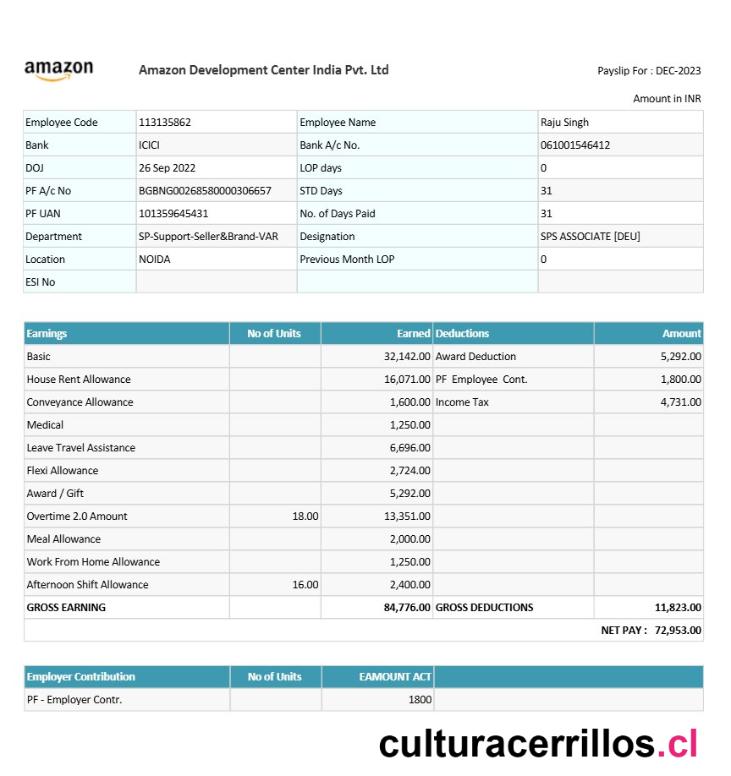 amazon
Amazon Development Center India Pvt. Ltd
Payslip For : DEC-2023
Amount in INR
Employee Code 113135862 Employee Name Raju Singh
Bank ICICI Bank A/c No. 061001546412
DOJ 26 Sep 2022 LOP days 0
PF A/c No BGBNG00268580000306657 STD Days 31
PF UAN 101359645431 No. of Days Paid 31
Department SP-Support-Seller&Brand-VAR Designation SPS ASSOCIATE [DEU]
Location NOIDA Previous Month LOP 0
ESI No
Earnings No of Units Earned Deductions Amount
Basic 32,142.00 Award Deduction 5,292.00
House Rent Allowance 16,071.00 PF Employee Cont. 1,800.00
Conveyance Allowance 1,600.00 Income Tax 4,731.00
Medical 1,250.00
Leave Travel Assistance 6,696.00
Flexi Allowance 2,724.00
Award / Gift 5,292.00
Overtime 2.0 Amount 18.00 13,351.00
Meal Allowance 2,000.00
Work From Home Allowance 1,250.00
Afternoon Shift Allowance 16.00 2,400.00
GROSS EARNING 84,776.00 GROSS DEDUCTIONS 11,823.00
NET PAY : 72,953.00
Employer Contribution No of Units EAMOUNT ACT
PF - Employer Contr. 1800
culturacerrillos.cl